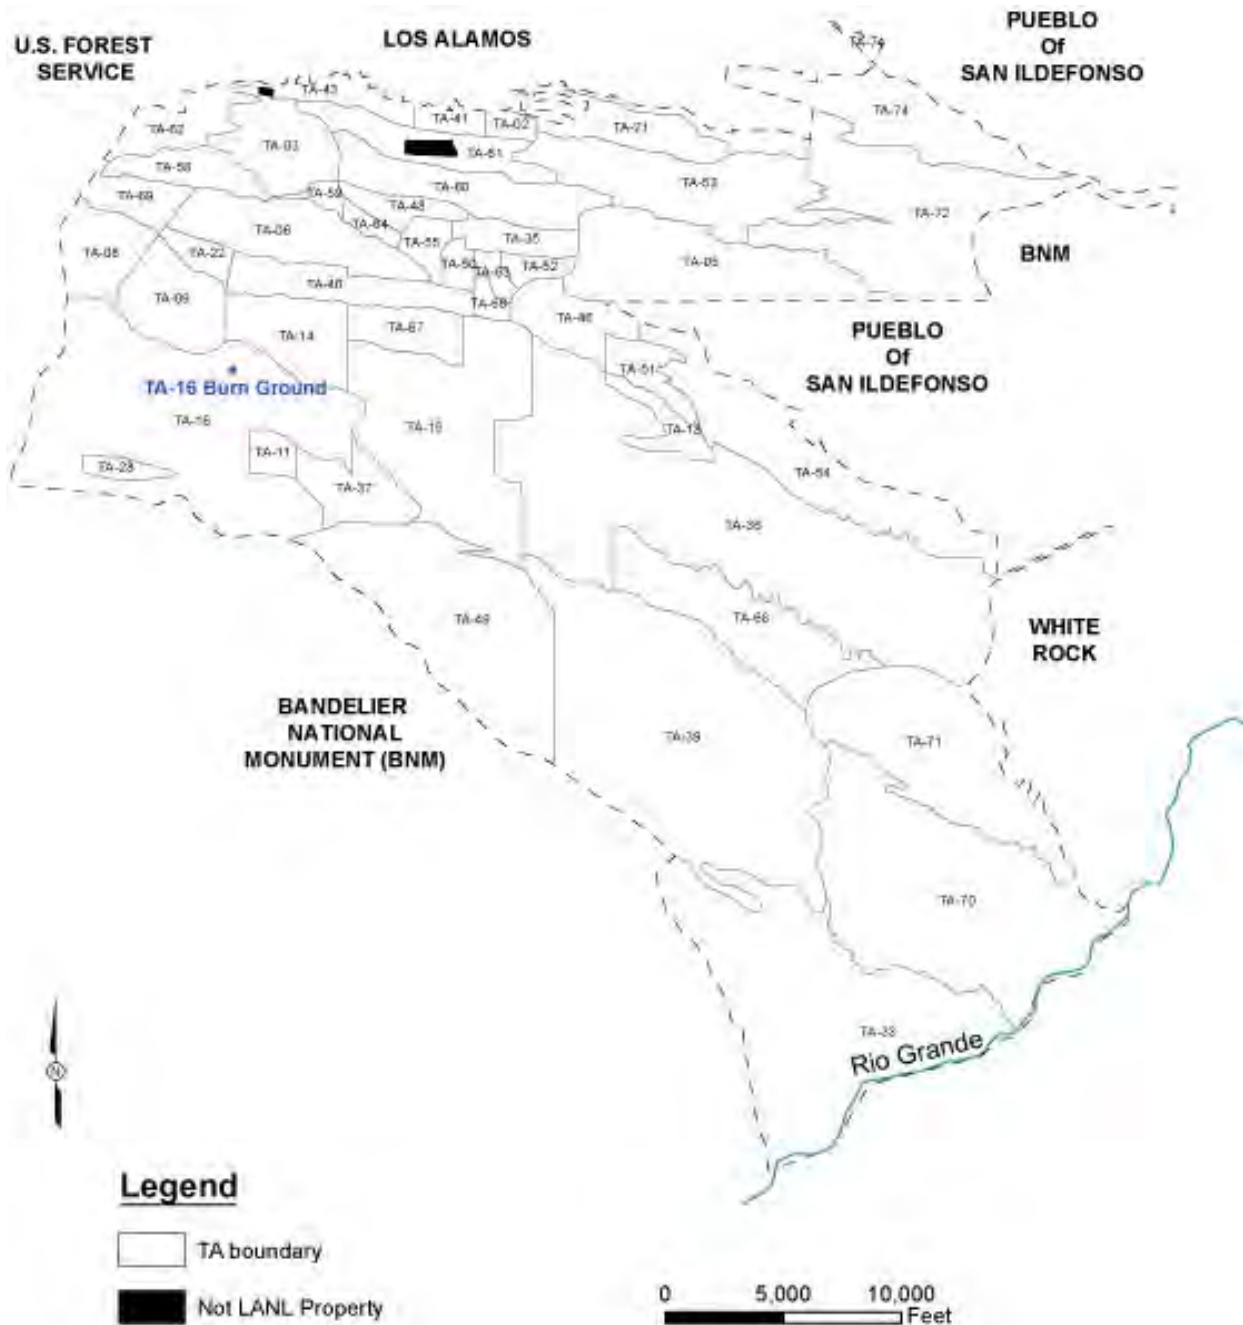 PUEBLO
Of
SAN ILDEFONSO
LOS ALAMOS
U.S. FOREST
SERVICE
TA-74
TA-43
TA-74
TA-41
TA-02
TA-21
TA-62
TA-03
TA-61
TA-58
TA-53
TA-60
TA-59
TA-69
TA-48
TA-72
TA-64
TA-06
TA-55
TA-35
TA-08
TA-22
BNM
TA-50
TA-63
TA-52
TA-05
TA-40
TA-09
TA-66
TA-46
TA-67
TA-14
PUEBLO
Of
SAN ILDEFONSO
TA-51
TA-16 Burn Ground
TA-16
TA-15
TA-18
TA-11
TA-28
TA-54
TA-37
TA-36
TA-49
TA-68
WHITE
ROCK
BANDELIER
NATIONAL
MONUMENT (BNM)
TA-39
TA-71
TA-70
TA-33
Rio Grande
N
Legend
TA boundary
Not LANL Property
0 5,000 10,000
Feet